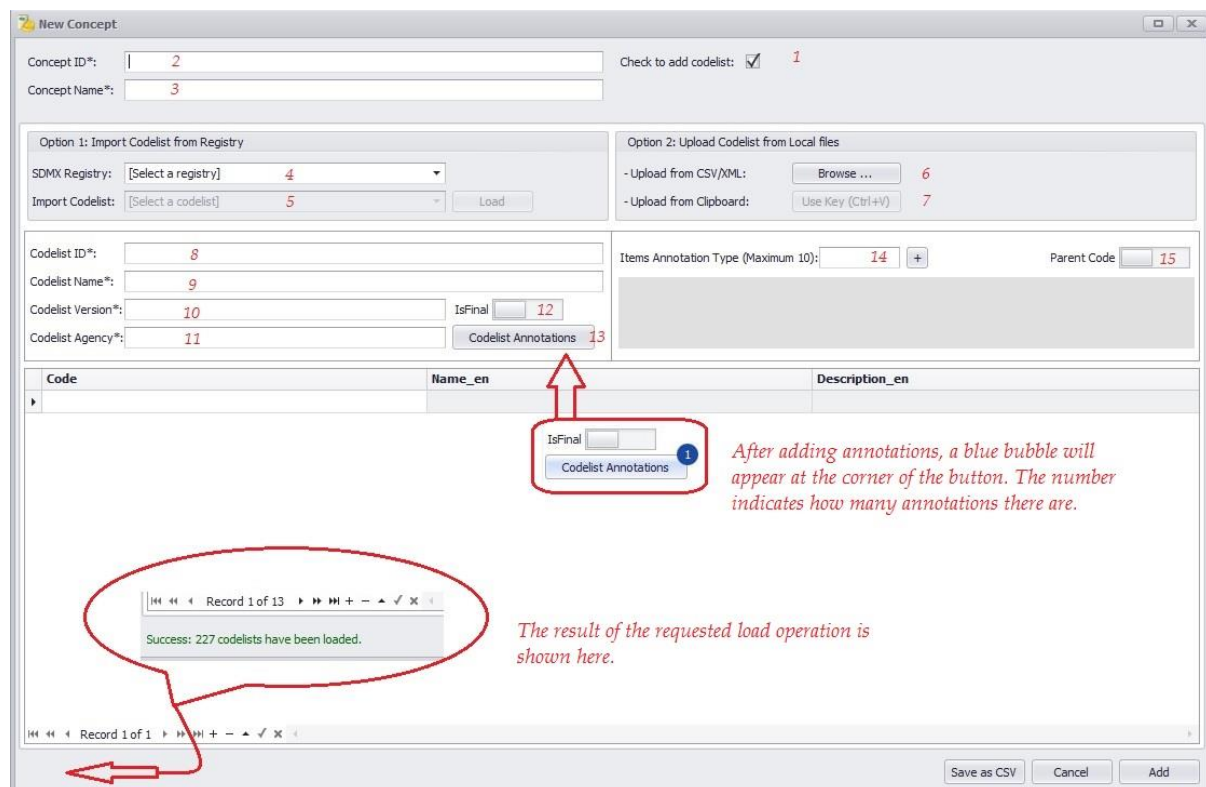 New Concept
Concept ID*: 2 Check to add codelist: 1
Concept Name*: 3
Option 1: Import Codelist from Registry Option 2: Upload Codelist from Local files
SDMX Registry: [Select a registry] 4 - Upload from CSV/XML: Browse ... 6
Import Codelist: [Select a codelist] 5 Load - Upload from Clipboard: Use Key (Ctrl+V) 7
Codelist ID*: 8 Items Annotation Type (Maximum 10): 14 + Parent Code 15
Codelist Name*: 9
Codelist Version*: 10 IsFinal 12
Codelist Agency*: 11 Codelist Annotations 13
Code Name_en Description_en
IsFinal
Codelist Annotations 1
After adding annotations, a blue bubble will
appear at the corner of the button. The number
indicates how many annotations there are.
Record 1 of 13
Success: 227 codelists have been loaded.
The result of the requested load operation is
shown here.
Record 1 of 1
Save as CSV Cancel Add